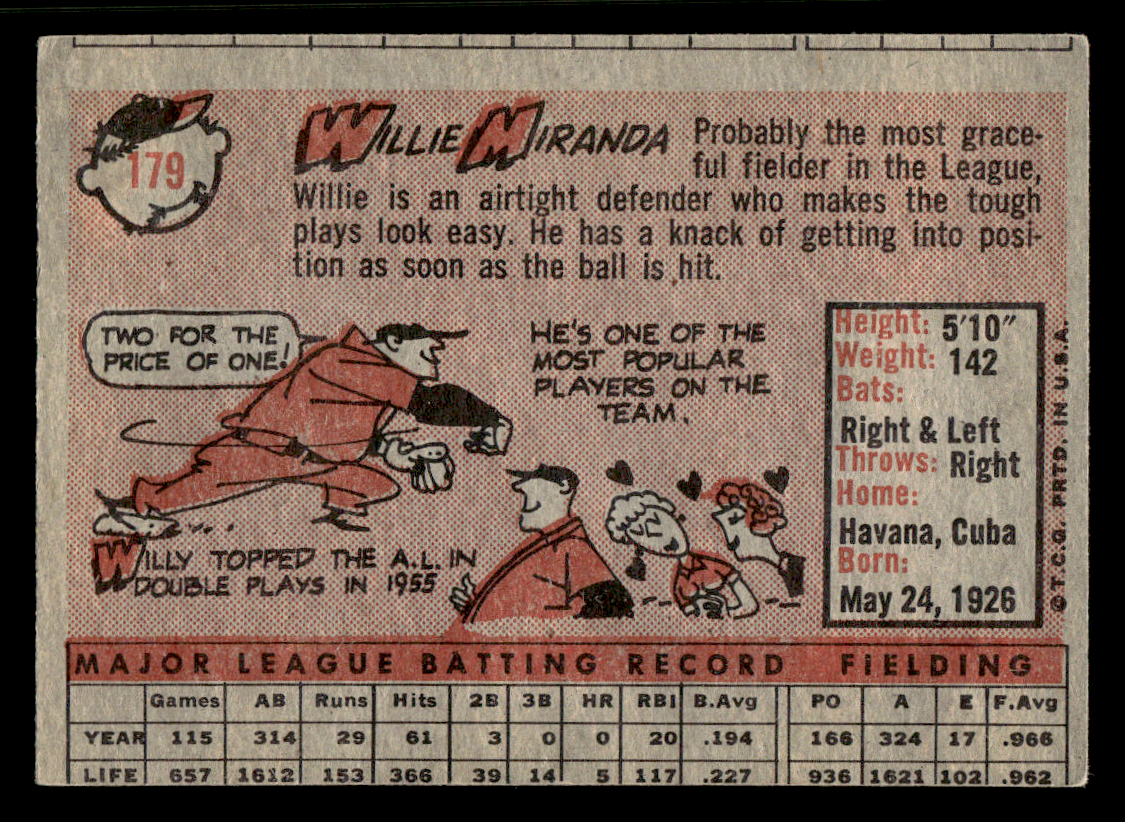 179
WILLIE MIRANDA
Probably the most grace-
ful fielder in the League,
Willie is an airtight defender who makes the tough
plays look easy. He has a knack of getting into posi-
tion as soon as the ball is hit.
TWO FOR THE
PRICE OF ONE!
WILLY TOPPED THE A.L. IN
DOUBLE PLAYS IN 1955
HE'S ONE OF THE
MOST POPULAR
PLAYERS ON THE
TEAM.
Height: 5'10"
Weight: 142
Bats:
Right & Left
Throws: Right
Home:
Havana, Cuba
Born:
May 24, 1926
© T.C.G. PRTD. IN U.S.A.
MAJOR LEAGUE BATTING RECORD FIELDING
Games AB Runs Hits 2B 3B HR RBI B.Avg PO A E F.Avg
YEAR 115 314 29 61 3 0 0 20 .194 166 324 17 .966
LIFE 657 1612 153 366 39 14 5 117 .227 936 1621 102 .962